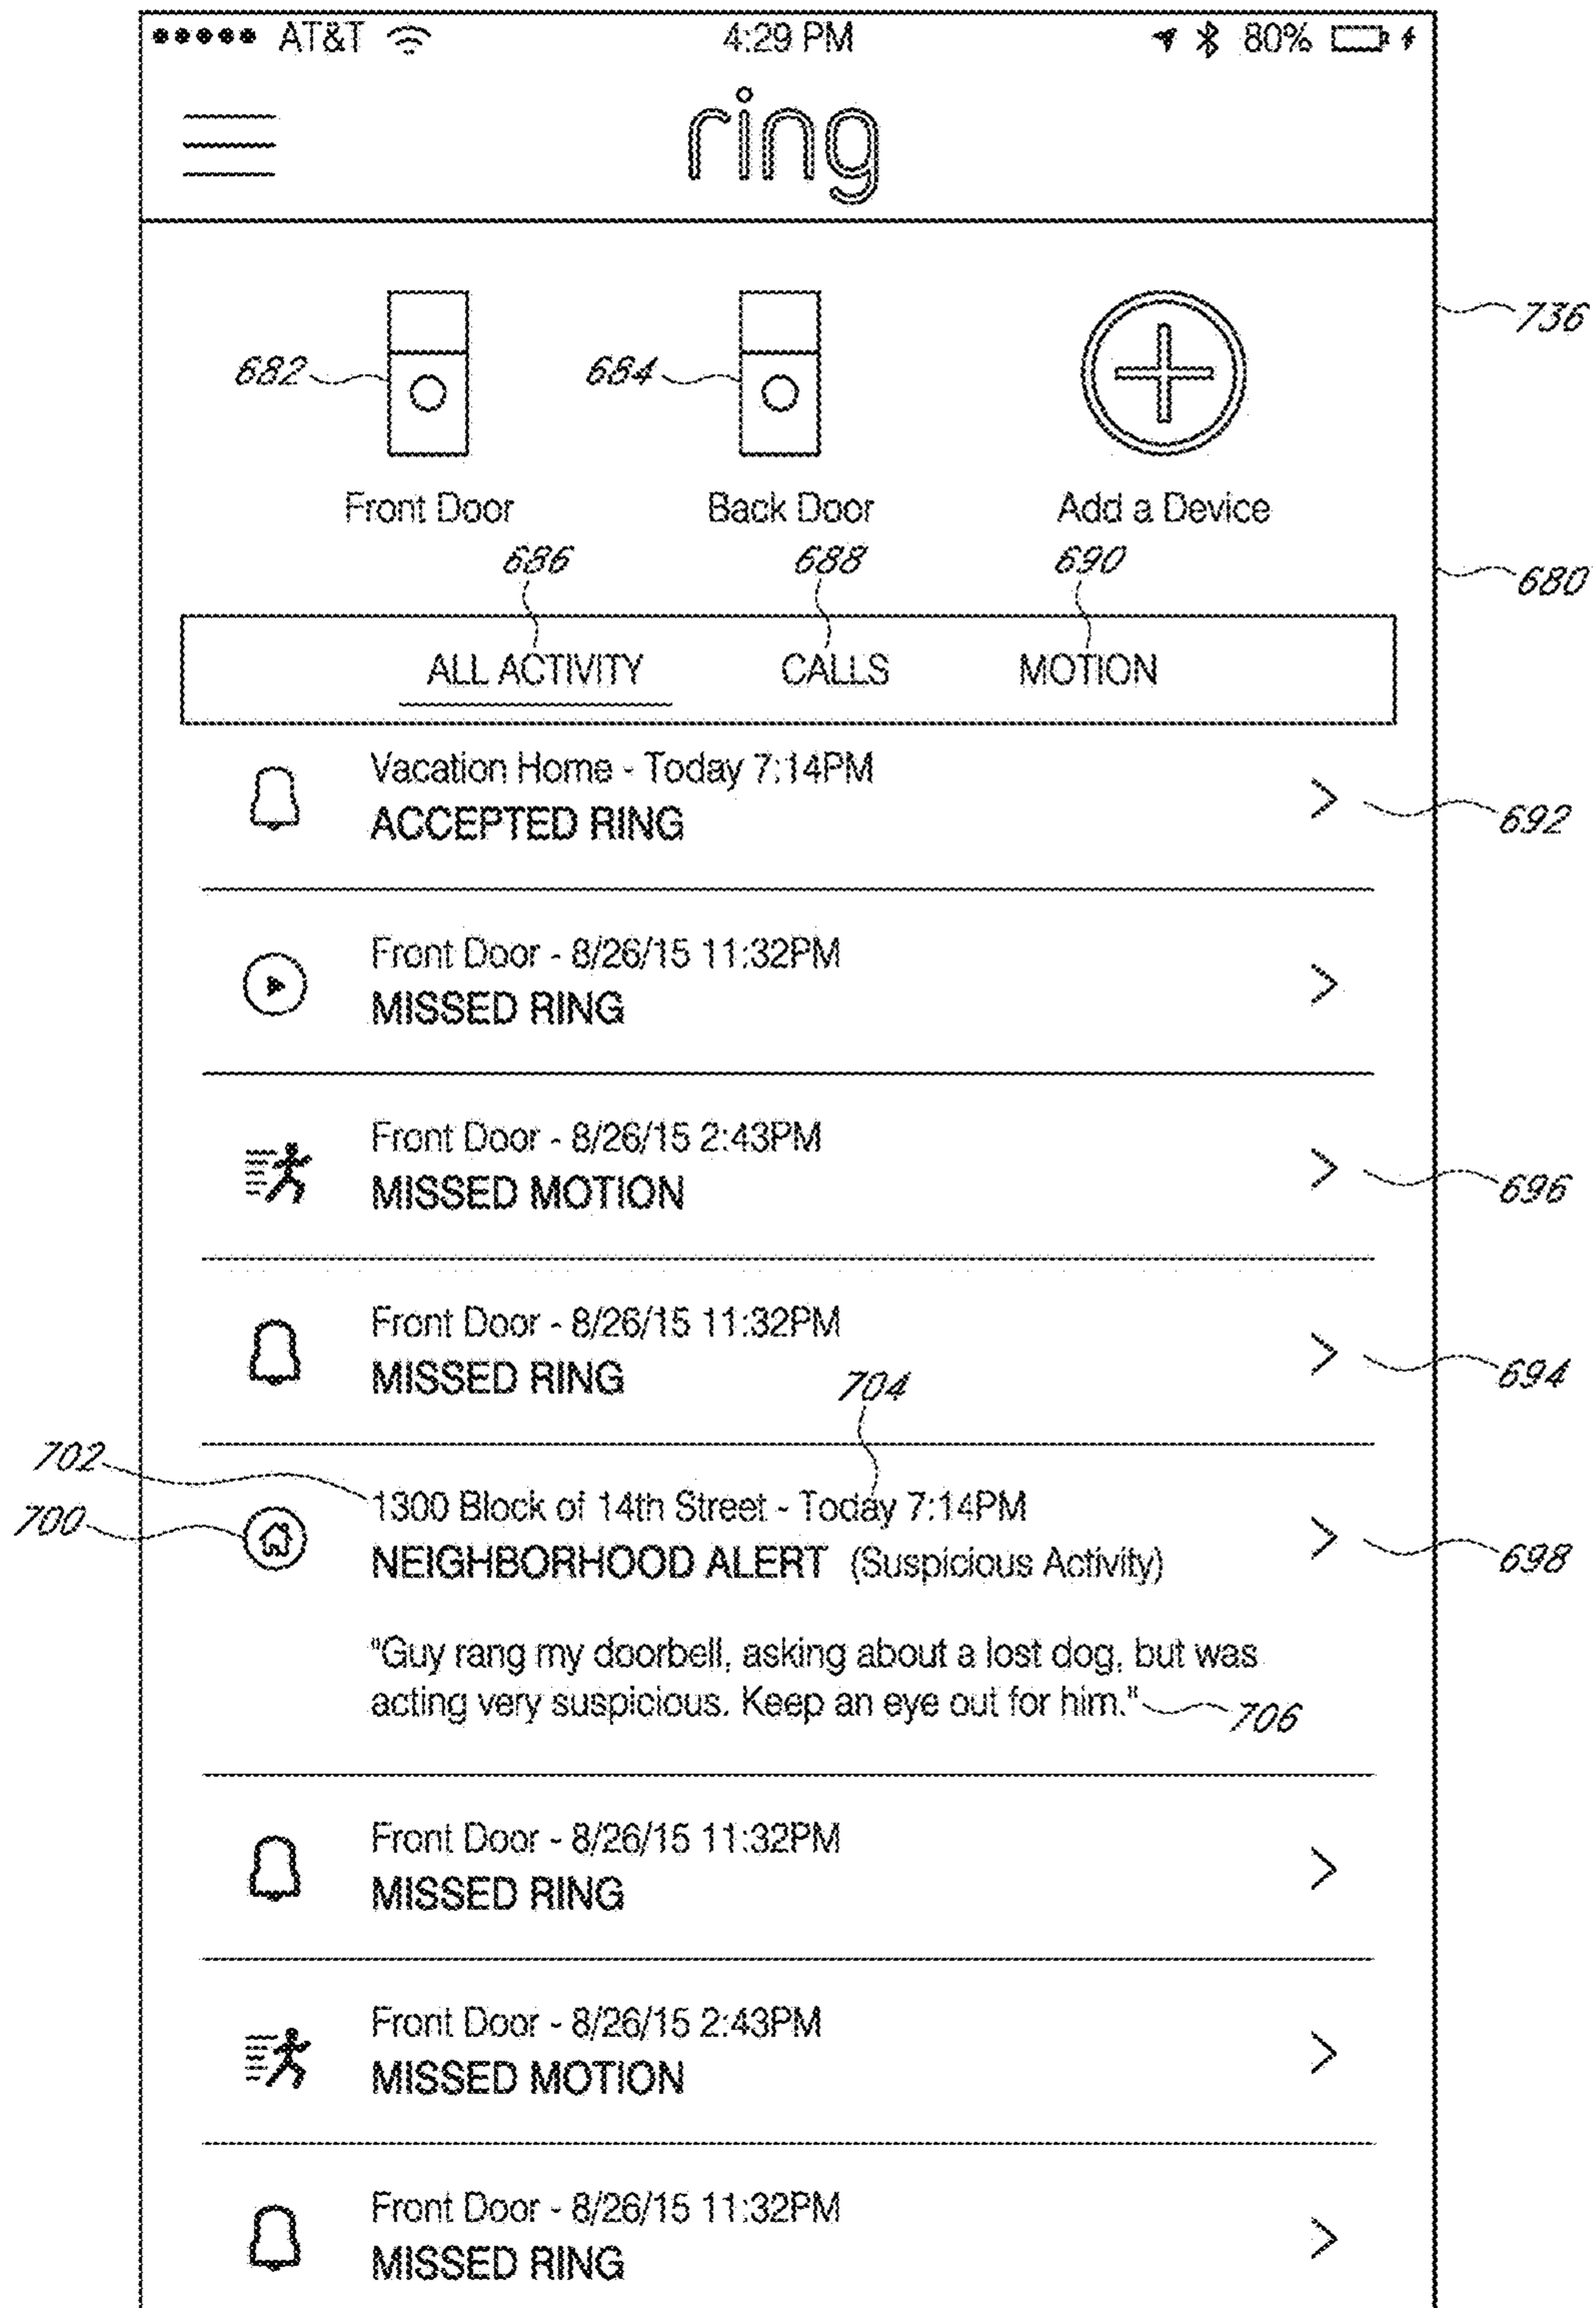 AT&T 4:29 PM 80%
ring
736
682 684
Front Door Back Door Add a Device
686 688 690
680
ALL ACTIVITY CALLS MOTION
Vacation Home - Today 7:14PM
ACCEPTED RING
692
Front Door - 8/26/15 11:32PM
MISSED RING
Front Door - 8/26/15 2:43PM
MISSED MOTION
696
Front Door - 8/26/15 11:32PM
MISSED RING
694
704
702
1300 Block of 14th Street - Today 7:14PM
700
NEIGHBORHOOD ALERT (Suspicious Activity)
698
"Guy rang my doorbell, asking about a lost dog, but was
acting very suspicious. Keep an eye out for him."
706
Front Door - 8/26/15 11:32PM
MISSED RING
Front Door - 8/26/15 2:43PM
MISSED MOTION
Front Door - 8/26/15 11:32PM
MISSED RING